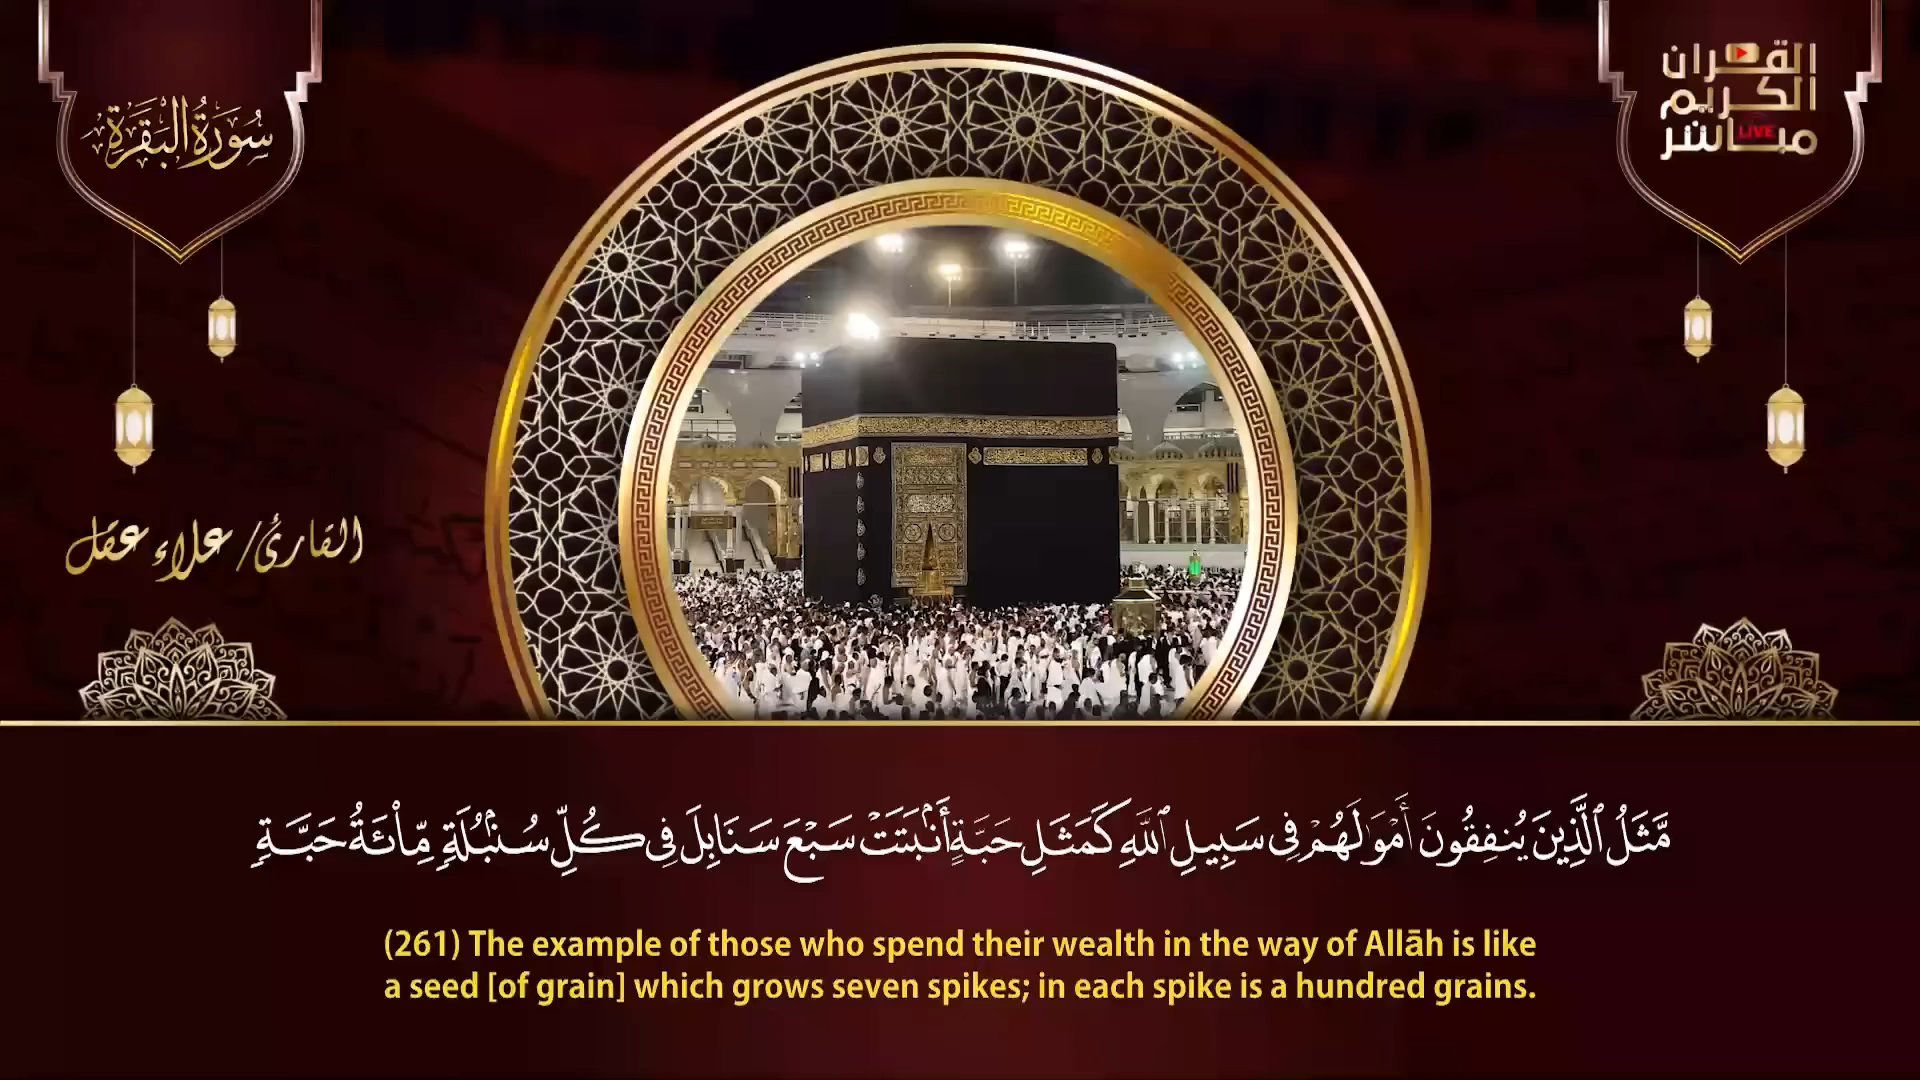 سُورَةُ البَقَرَةِ
القرآن
الكريم
مباشر
LIVE
القارئ/ علاء عقل
مَّثَلُ ٱلَّذِينَ يُنفِقُونَ أَمْوَٰلَهُمْ فِى سَبِيلِ ٱللَّهِ كَمَثَلِ حَبَّةٍ أَنۢبَتَتْ سَبْعَ سَنَابِلَ فِى كُلِّ سُنۢبُلَةٍ مِّا۟ئَةُ حَبَّةٍ
(261) The example of those who spend their wealth in the way of Allāh is like
a seed [of grain] which grows seven spikes; in each spike is a hundred grains.